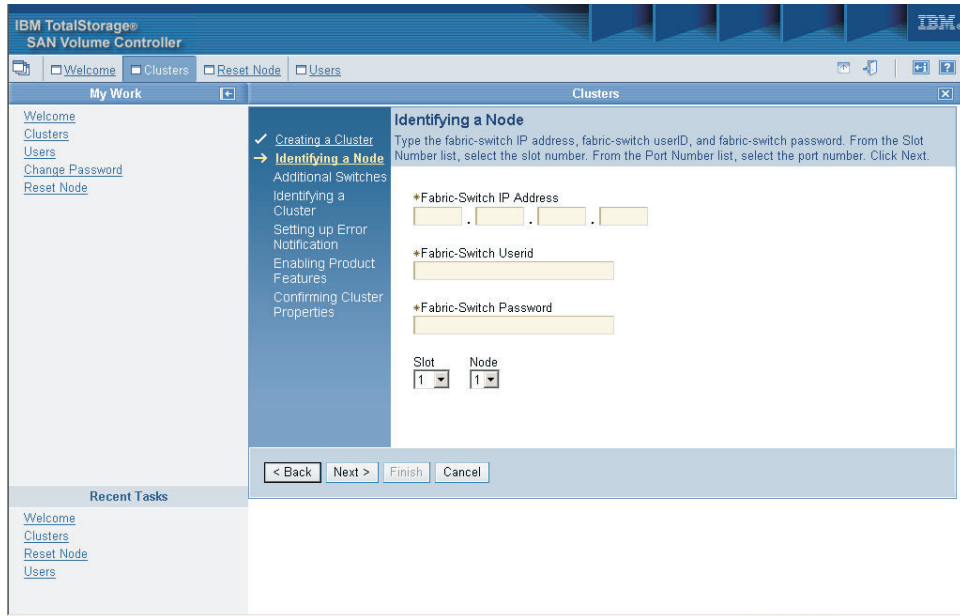 IBM TotalStorage®
SAN Volume Controller
IBM.
Welcome
Clusters
Reset Node
Users
?
My Work
Welcome
Clusters
Users
Change Password
Reset Node
Recent Tasks
Welcome
Clusters
Reset Node
Users
Clusters
Creating a Cluster
Identifying a Node
Additional Switches
Identifying a
Cluster
Setting up Error
Notification
Enabling Product
Features
Confirming Cluster
Properties
Identifying a Node
Type the fabric-switch IP address, fabric-switch userID, and fabric-switch password. From the Slot
Number list, select the slot number. From the Port Number list, select the port number. Click Next.
*Fabric-Switch IP Address
. . .
*Fabric-Switch Userid
*Fabric-Switch Password
Slot Node
1 1
< Back Next > Finish Cancel